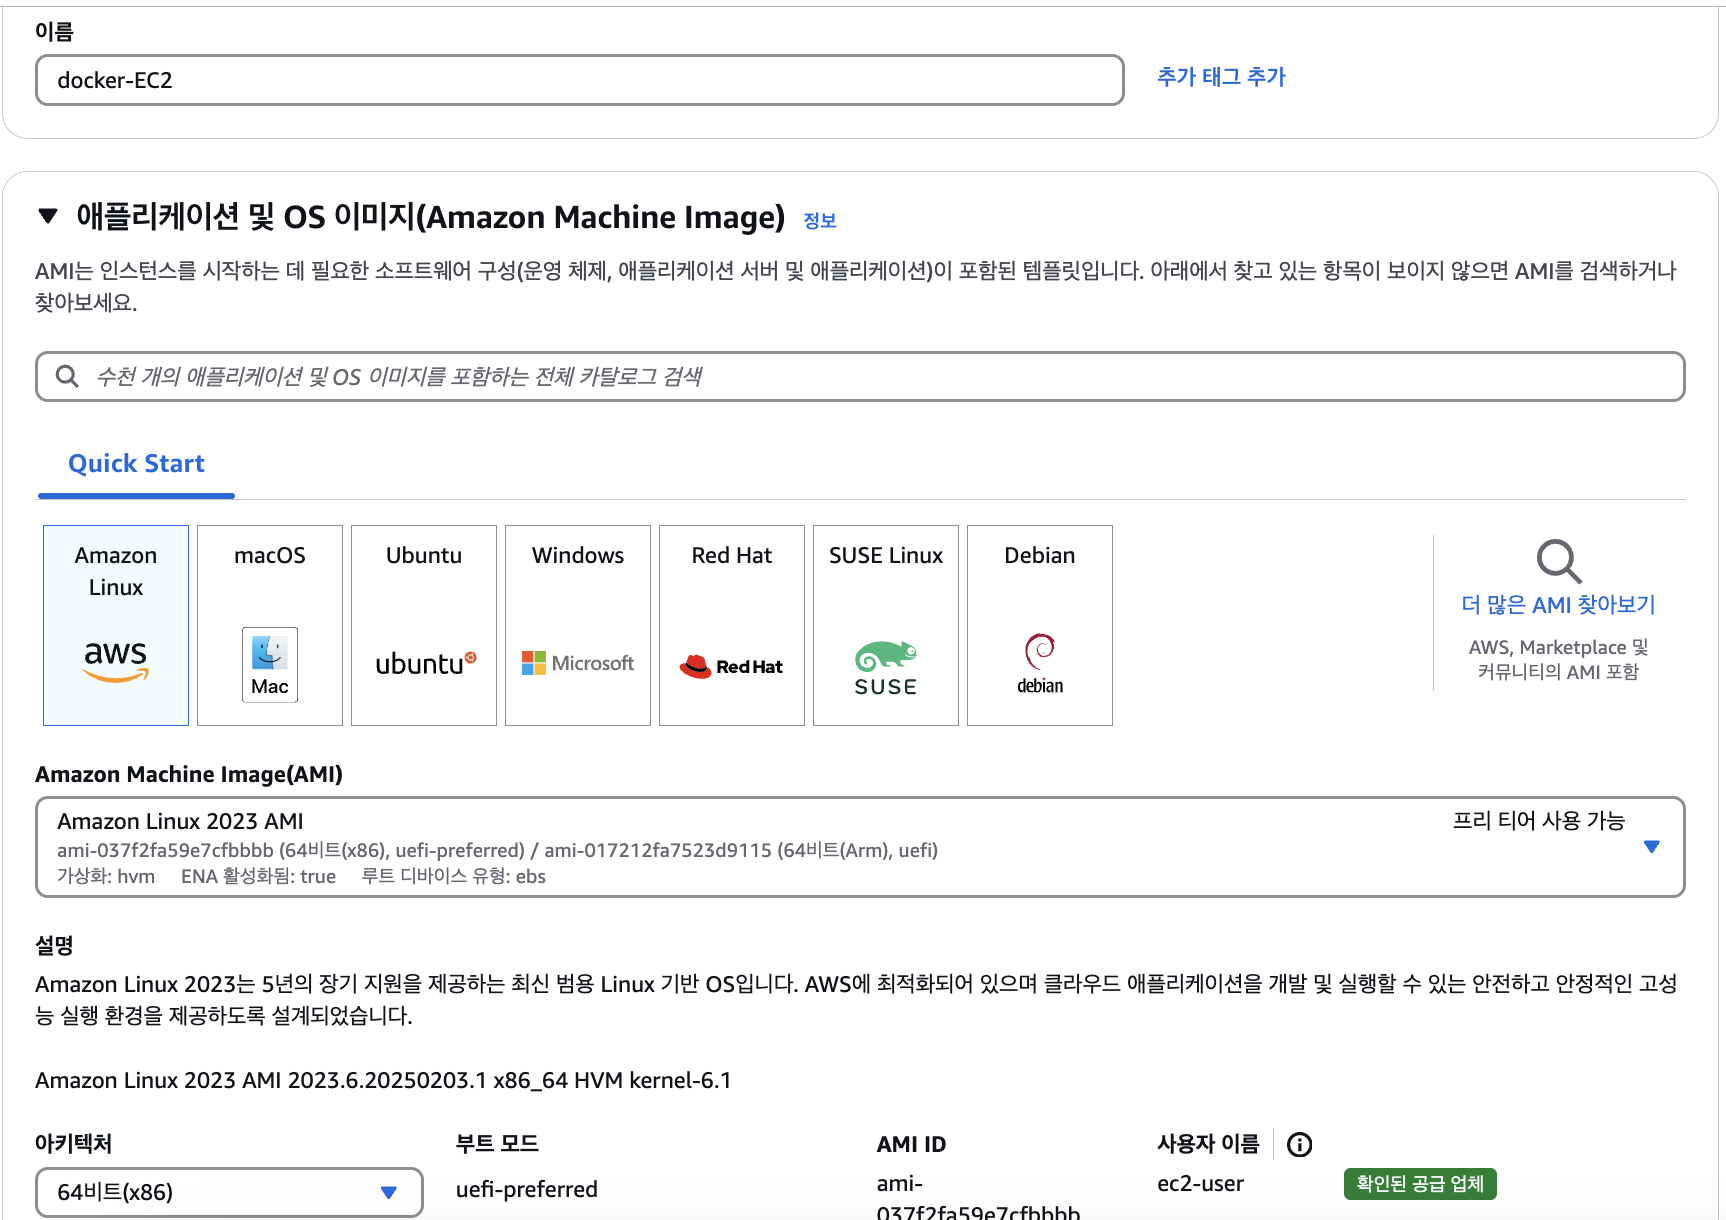 이름
docker-EC2
추가 태그 추가
애플리케이션 및 OS 이미지(Amazon Machine Image) 정보
AMI는 인스턴스를 시작하는 데 필요한 소프트웨어 구성(운영 체제, 애플리케이션 서버 및 애플리케이션)이 포함된 템플릿입니다. 아래에서 찾고 있는 항목이 보이지 않으면 AMI를 검색하거나
찾아보세요.
수천 개의 애플리케이션 및 OS 이미지를 포함하는 전체 카탈로그 검색
Quick Start
Amazon
Linux
aws
macOS
Mac
Ubuntu
ubuntu
Windows
Microsoft
Red Hat
Red Hat
SUSE Linux
SUSE
Debian
debian
더 많은 AMI 찾아보기
AWS, Marketplace 및
커뮤니티의 AMI 포함
Amazon Machine Image(AMI)
Amazon Linux 2023 AMI
프리 티어 사용 가능
ami-037f2fa59e7cfbbbb (64비트(x86), uefi-preferred) / ami-017212fa7523d9115 (64비트(Arm), uefi)
가상화: hvm ENA 활성화됨: true 루트 디바이스 유형: ebs
설명
Amazon Linux 2023는 5년의 장기 지원을 제공하는 최신 범용 Linux 기반 OS입니다. AWS에 최적화되어 있으며 클라우드 애플리케이션을 개발 및 실행할 수 있는 안전하고 안정적인 고성
능 실행 환경을 제공하도록 설계되었습니다.
Amazon Linux 2023 AMI 2023.6.20250203.1 x86_64 HVM kernel-6.1
아키텍처
64비트(x86)
부트 모드
uefi-preferred
AMI ID
ami-
037f2fa59e7cfbbbb
사용자 이름
ec2-user
확인된 공급 업체